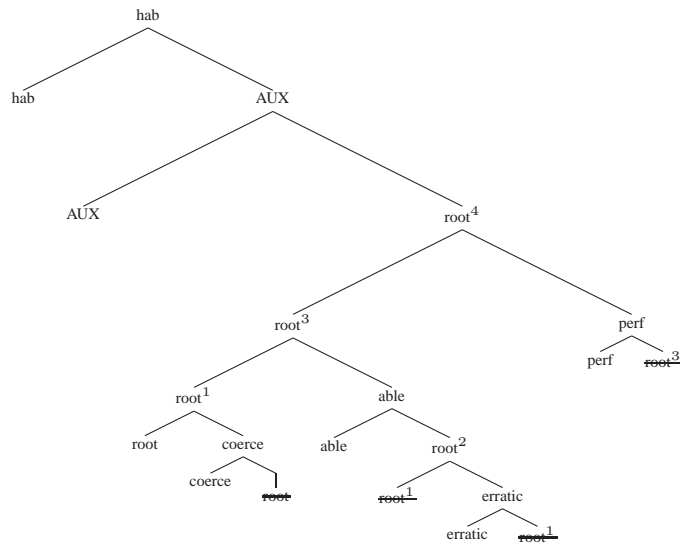 hab
hab AUX
AUX root⁴
root³ perf
perf root³
root¹ able
root coerce able root²
coerce root root¹ erratic
erratic root¹